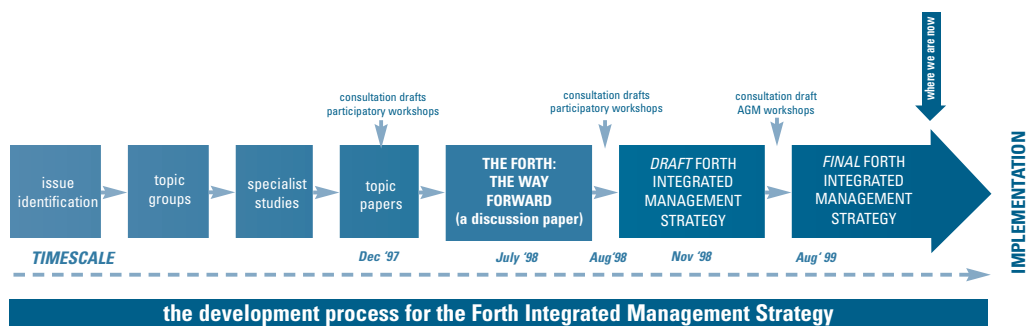 where we are now
consultation drafts
participatory workshops
consultation drafts
participatory workshops
consultation draft
AGM workshops
issue
identification
topic
groups
specialist
studies
topic
papers
THE FORTH:
THE WAY
FORWARD
(a discussion paper)
DRAFT FORTH
INTEGRATED
MANAGEMENT
STRATEGY
FINAL FORTH
INTEGRATED
MANAGEMENT
STRATEGY
IMPLEMENTATION
TIMESCALE
Dec '97
July '98
Aug'98
Nov '98
Aug' 99
the development process for the Forth Integrated Management Strategy